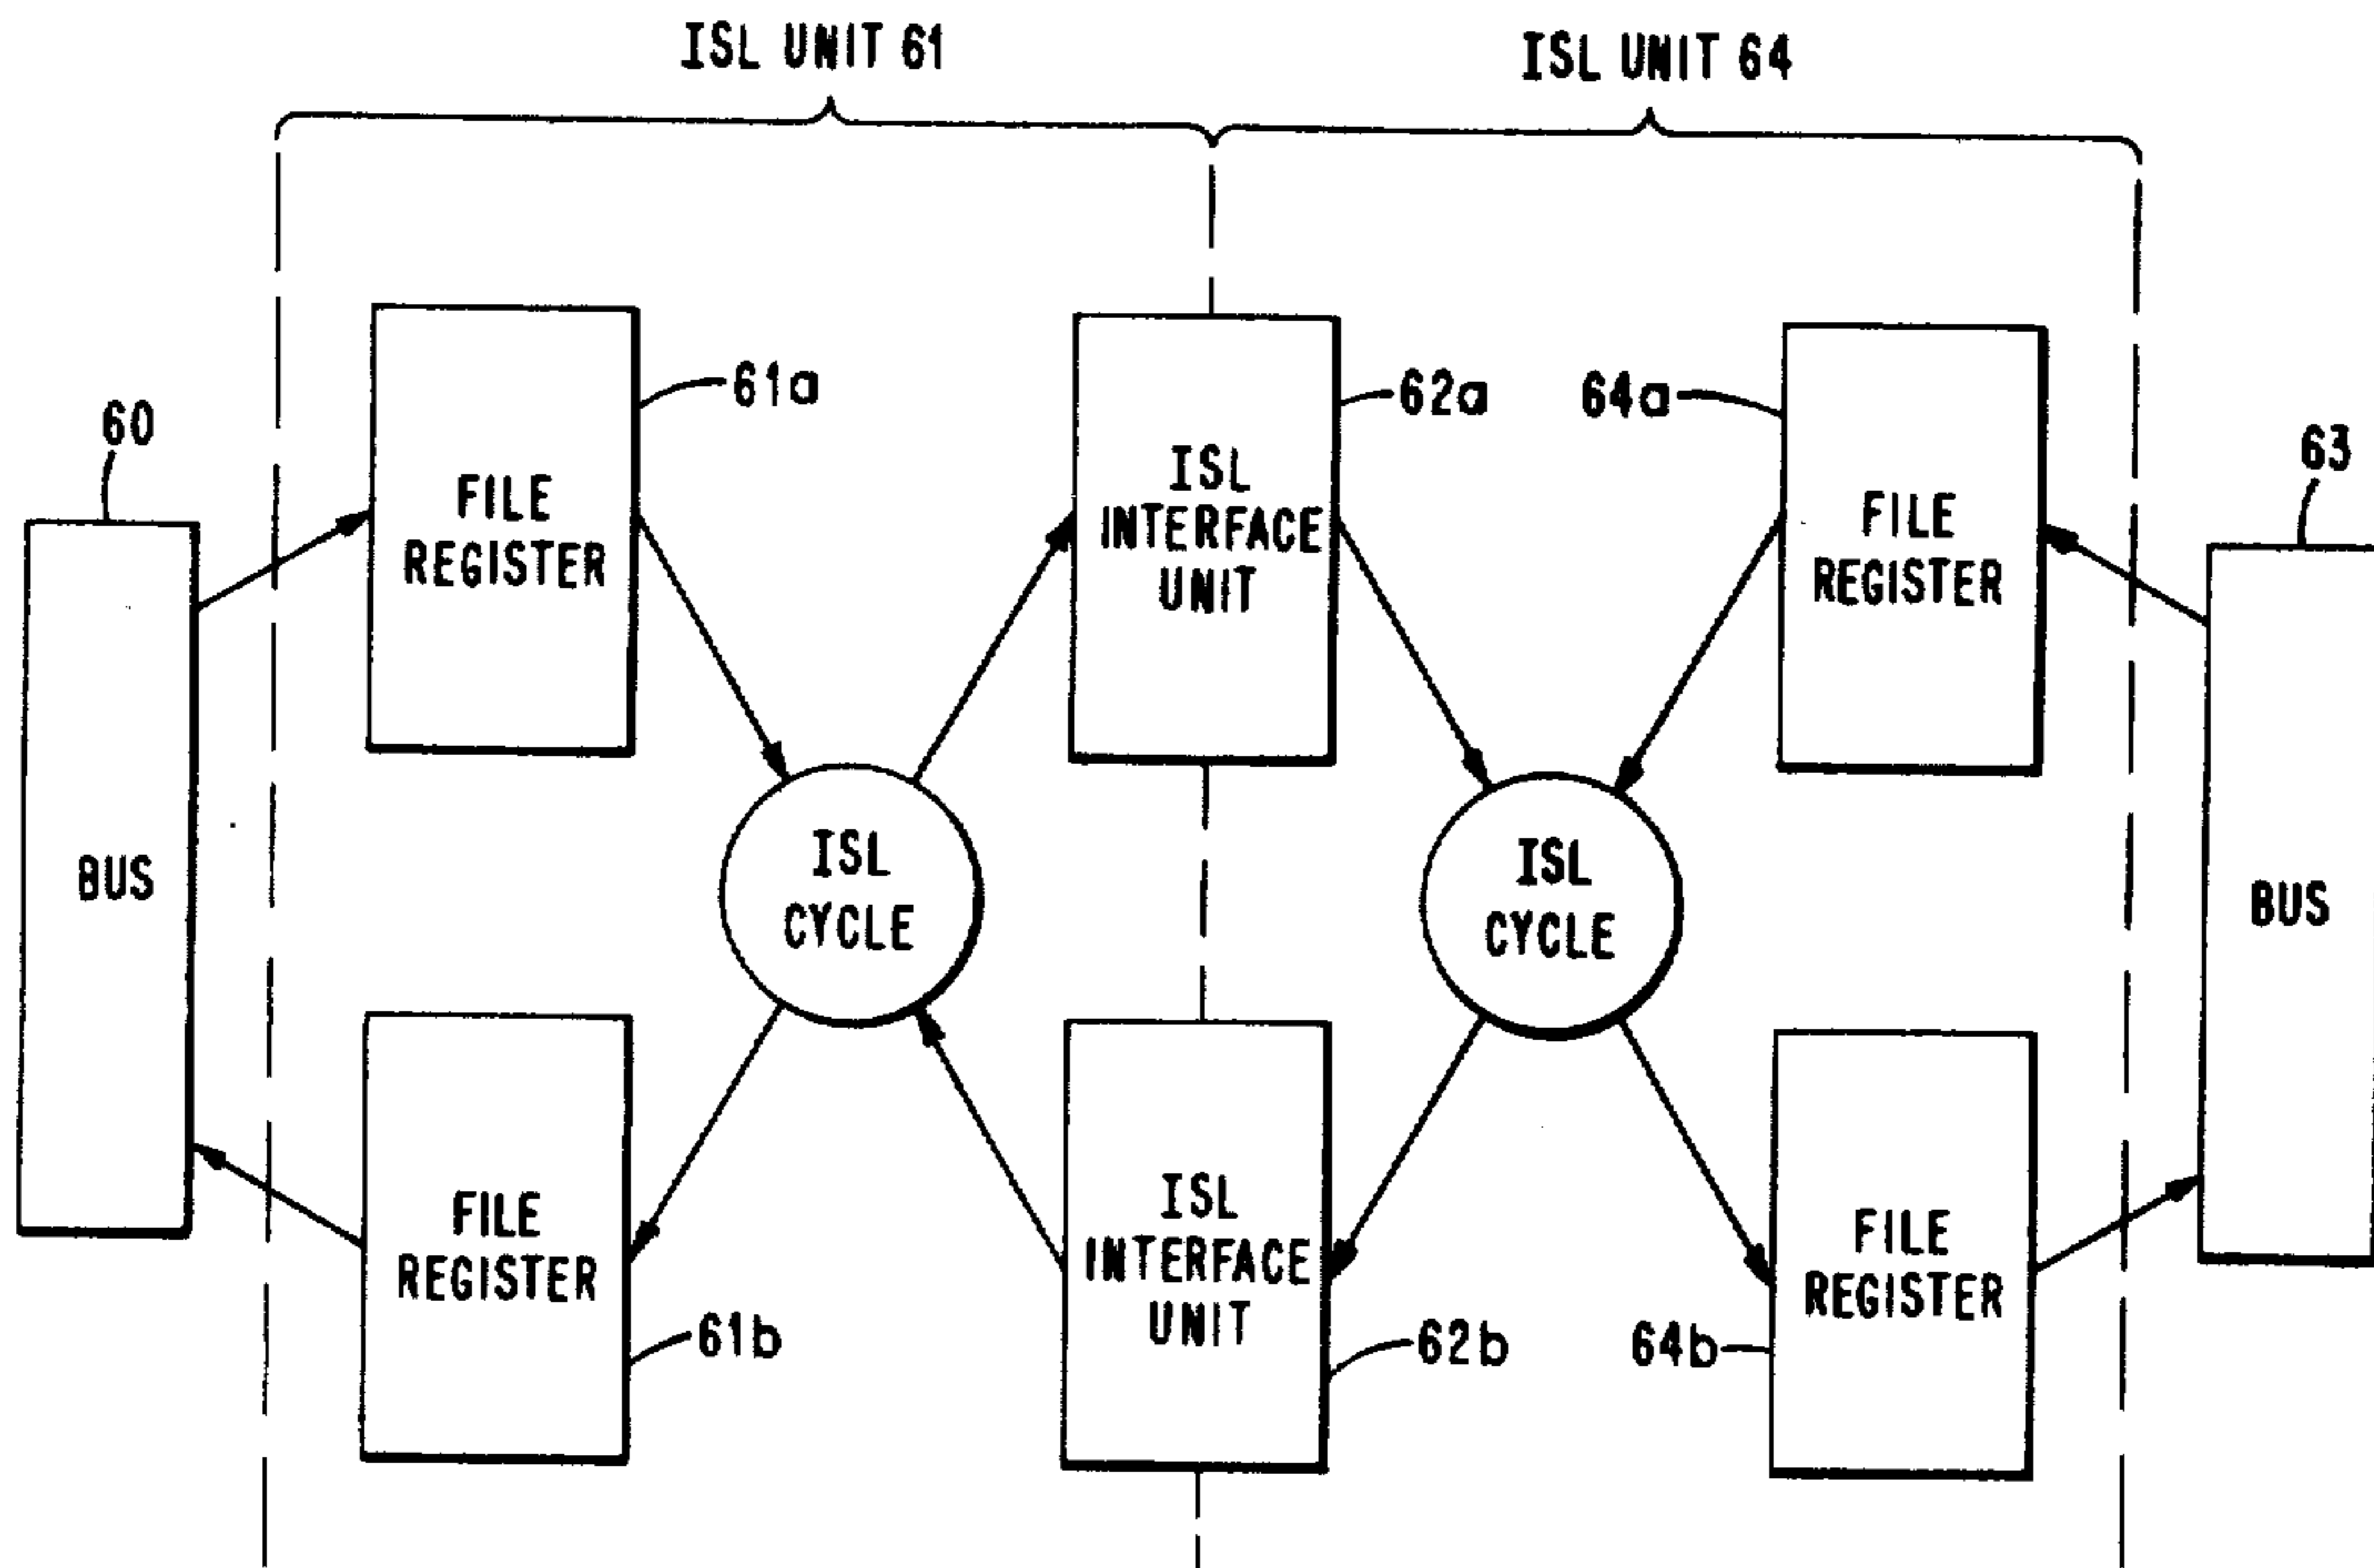 ISL UNIT 61
ISL UNIT 64
60
61a
62a
64a
63
FILE
REGISTER
ISL
INTERFACE
UNIT
FILE
REGISTER
BUS
ISL
CYCLE
ISL
CYCLE
BUS
FILE
REGISTER
ISL
INTERFACE
UNIT
FILE
REGISTER
61b
62b
64b